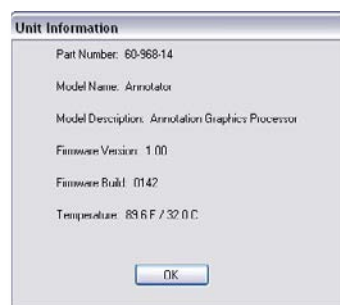 Unit Information
Part Number: 60-968-14
Model Name: Annotator
Model Description: Annotation Graphics Processor
Firmware Version: 1.00
Firmware Build: 0142
Temperature: 89.6 F / 32.0 C
OK